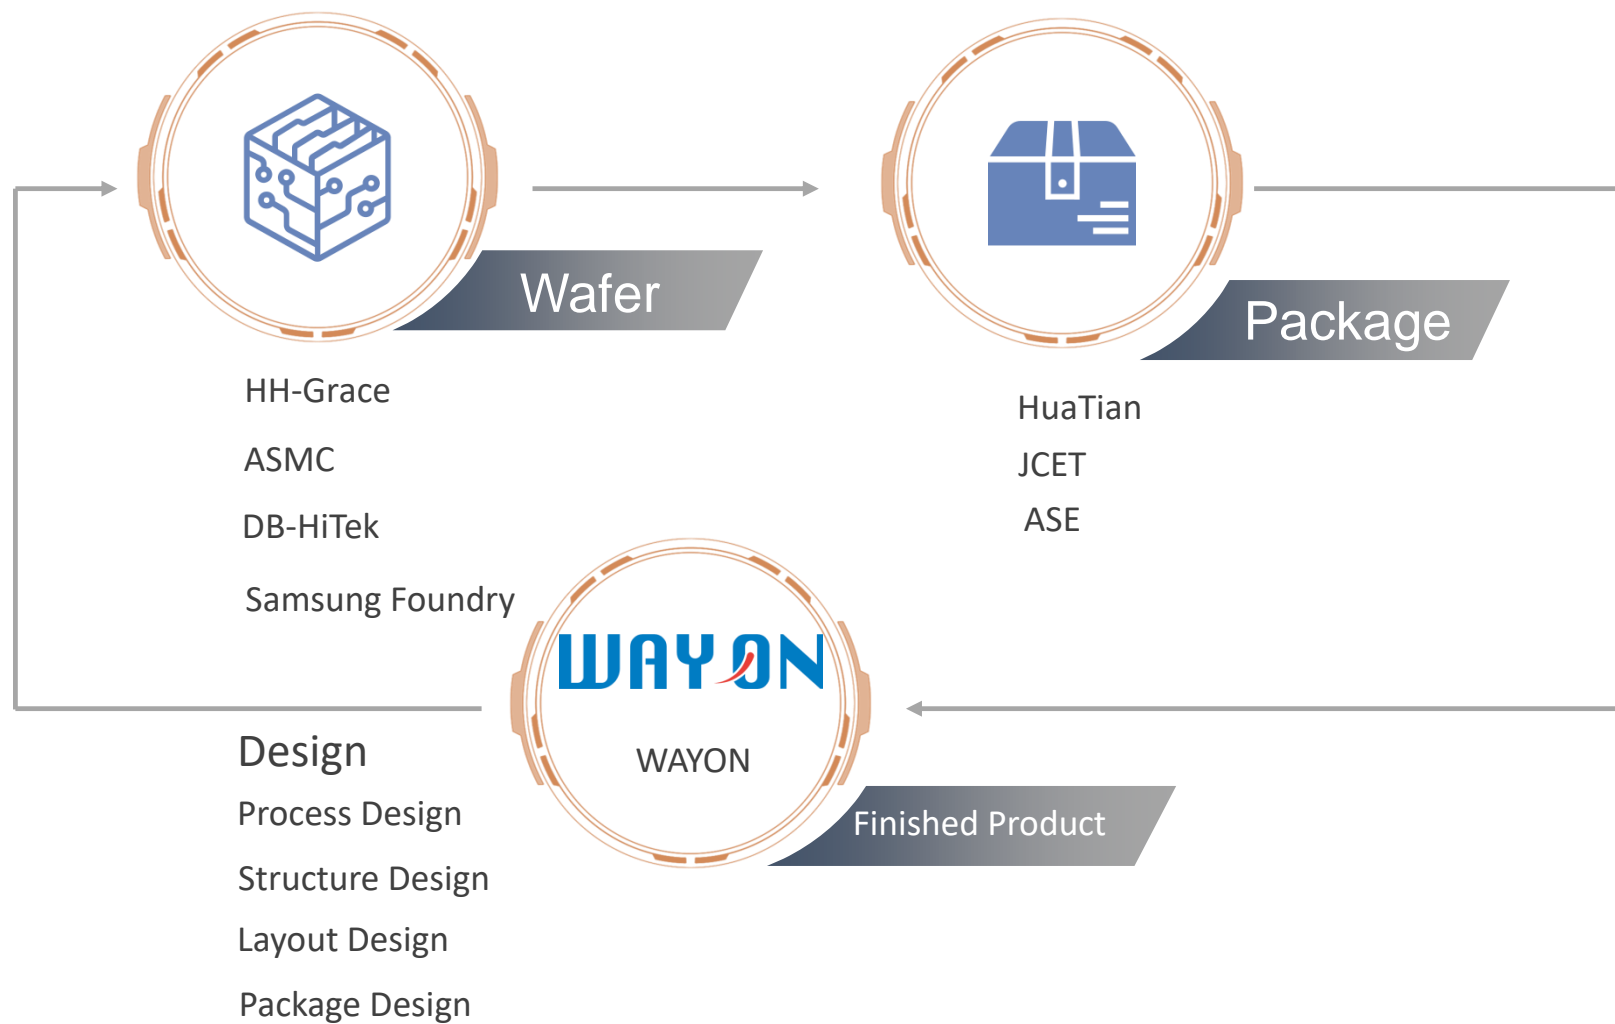 Wafer
HH-Grace
ASMC
DB-HiTek
Samsung Foundry
Package
HuaTian
JCET
ASE
WAYON
WAYON
Finished Product
Design
Process Design
Structure Design
Layout Design
Package Design